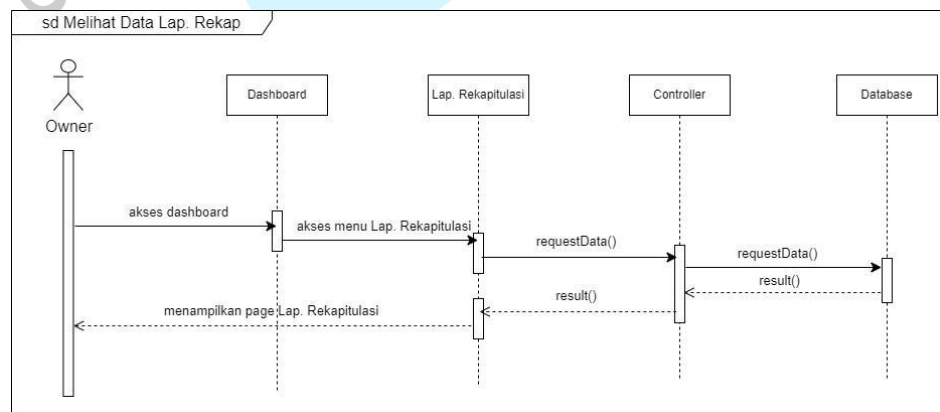 sd Melihat Data Lap. Rekap
Owner
Dashboard
Lap. Rekapitulasi
Controller
Database
akses dashboard
akses menu Lap. Rekapitulasi
requestData()
requestData()
result()
result()
menampilkan page Lap. Rekapitulasi